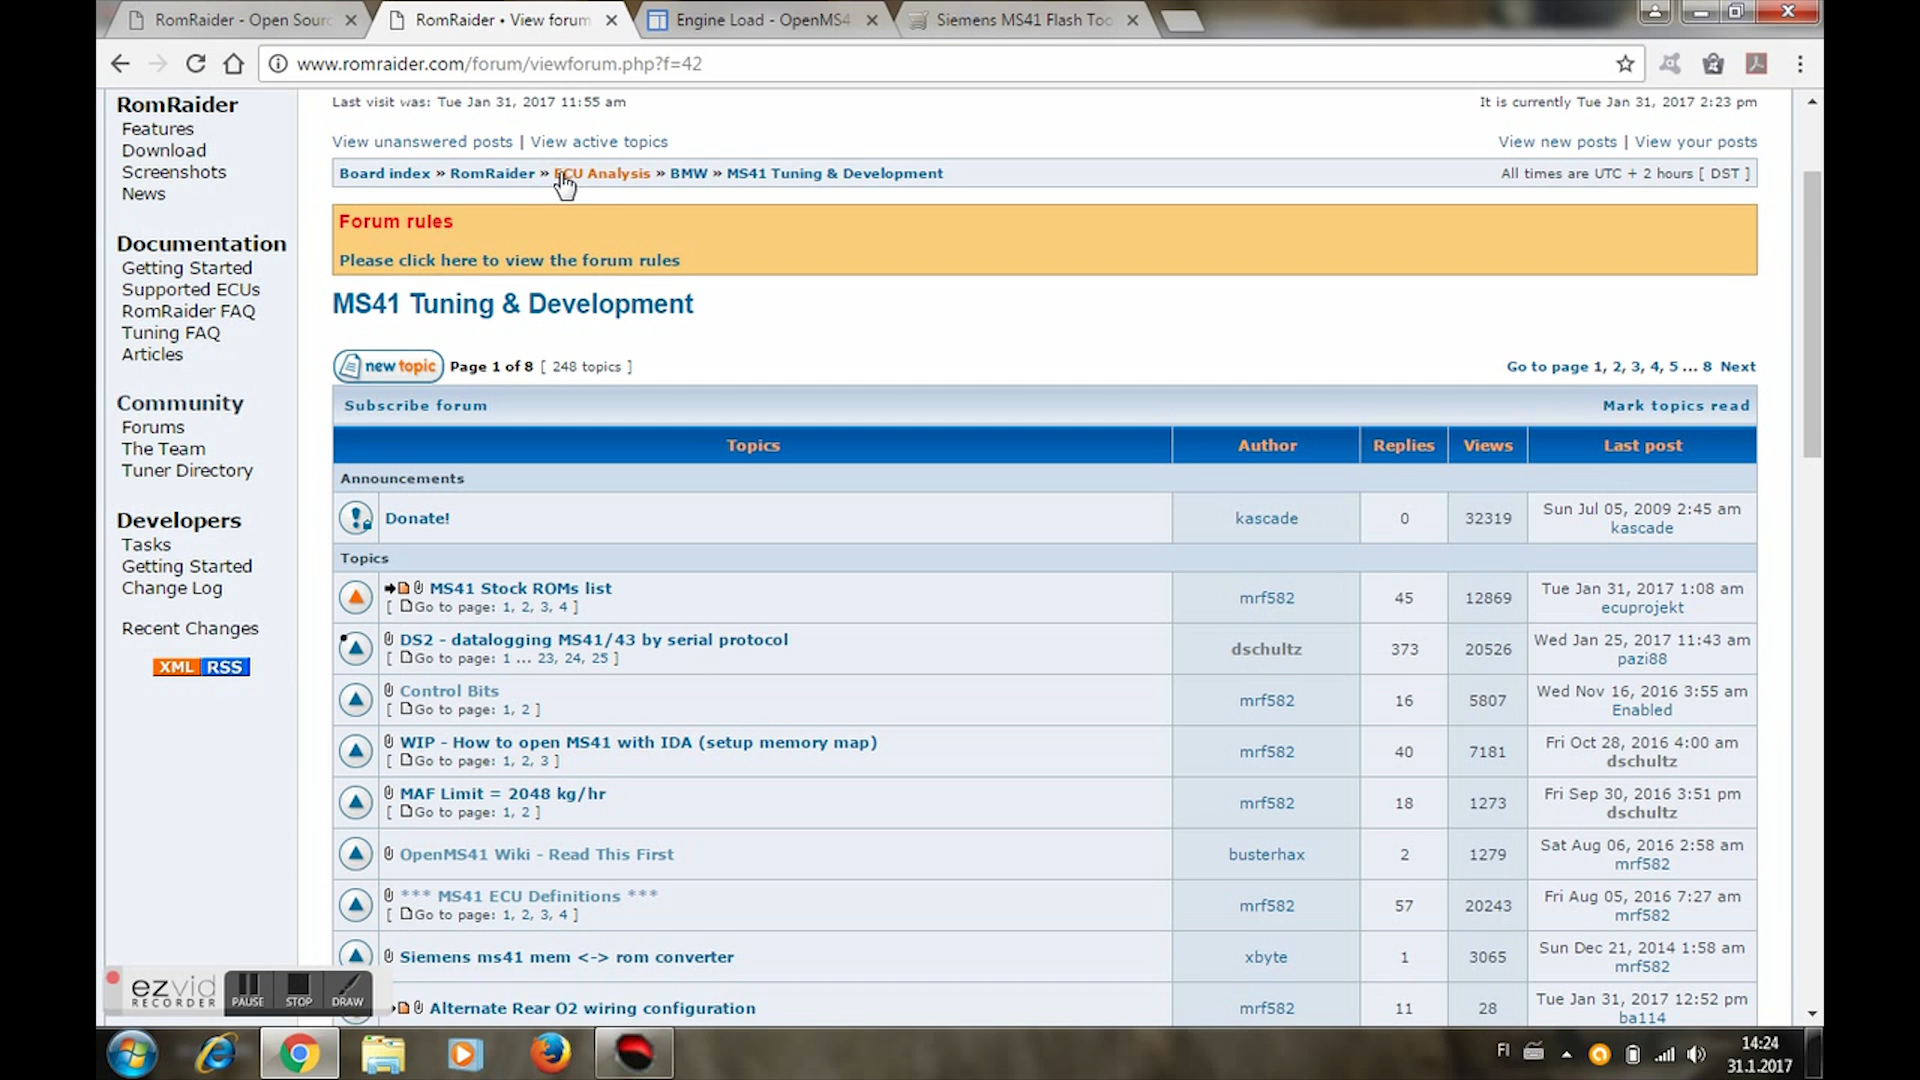 RomRaider - Open Sour
RomRaider • View forum
Engine Load - OpenMS4
Siemens MS41 Flash Too
www.romraider.com/forum/viewforum.php?f=42
RomRaider
Features
Download
Screenshots
News
Documentation
Getting Started
Supported ECUs
RomRaider FAQ
Tuning FAQ
Articles
Community
Forums
The Team
Tuner Directory
Developers
Tasks
Getting Started
Change Log
Recent Changes
XML RSS
Last visit was: Tue Jan 31, 2017 11:55 am
It is currently Tue Jan 31, 2017 2:23 pm
View unanswered posts | View active topics
View new posts | View your posts
Board index » RomRaider » ECU Analysis » BMW » MS41 Tuning & Development
All times are UTC + 2 hours [ DST ]
Forum rules
Please click here to view the forum rules
MS41 Tuning & Development
newtopic Page 1 of 8 [ 248 topics ]
Go to page 1, 2, 3, 4, 5 ... 8 Next
Subscribe forum
Mark topics read
Topics Author Replies Views Last post
Announcements
Donate! kascade 0 32319 Sun Jul 05, 2009 2:45 am
kascade
Topics
MS41 Stock ROMs list mrf582 45 12869 Tue Jan 31, 2017 1:08 am
[ Go to page: 1, 2, 3, 4 ] ecuprojekt
DS2 - datalogging MS41/43 by serial protocol dschultz 373 20526 Wed Jan 25, 2017 11:43 am
[ Go to page: 1 ... 23, 24, 25 ] pazi88
Control Bits mrf582 16 5807 Wed Nov 16, 2016 3:55 am
[ Go to page: 1, 2 ] Enabled
WIP - How to open MS41 with IDA (setup memory map) mrf582 40 7181 Fri Oct 28, 2016 4:00 am
[ Go to page: 1, 2, 3 ] dschultz
MAF Limit = 2048 kg/hr mrf582 18 1273 Fri Sep 30, 2016 3:51 pm
[ Go to page: 1, 2 ] dschultz
OpenMS41 Wiki - Read This First busterhax 2 1279 Sat Aug 06, 2016 2:58 am
mrf582
*** MS41 ECU Definitions *** mrf582 57 20243 Fri Aug 05, 2016 7:27 am
[ Go to page: 1, 2, 3, 4 ] mrf582
Siemens ms41 mem <-> rom converter xbyte 1 3065 Sun Dec 21, 2014 1:58 am
mrf582
Alternate Rear O2 wiring configuration mrf582 11 28 Tue Jan 31, 2017 12:52 pm
ba114
ezvid
RECORDER
PAUSE STOP DRAW
FI
14:24
31.1.2017